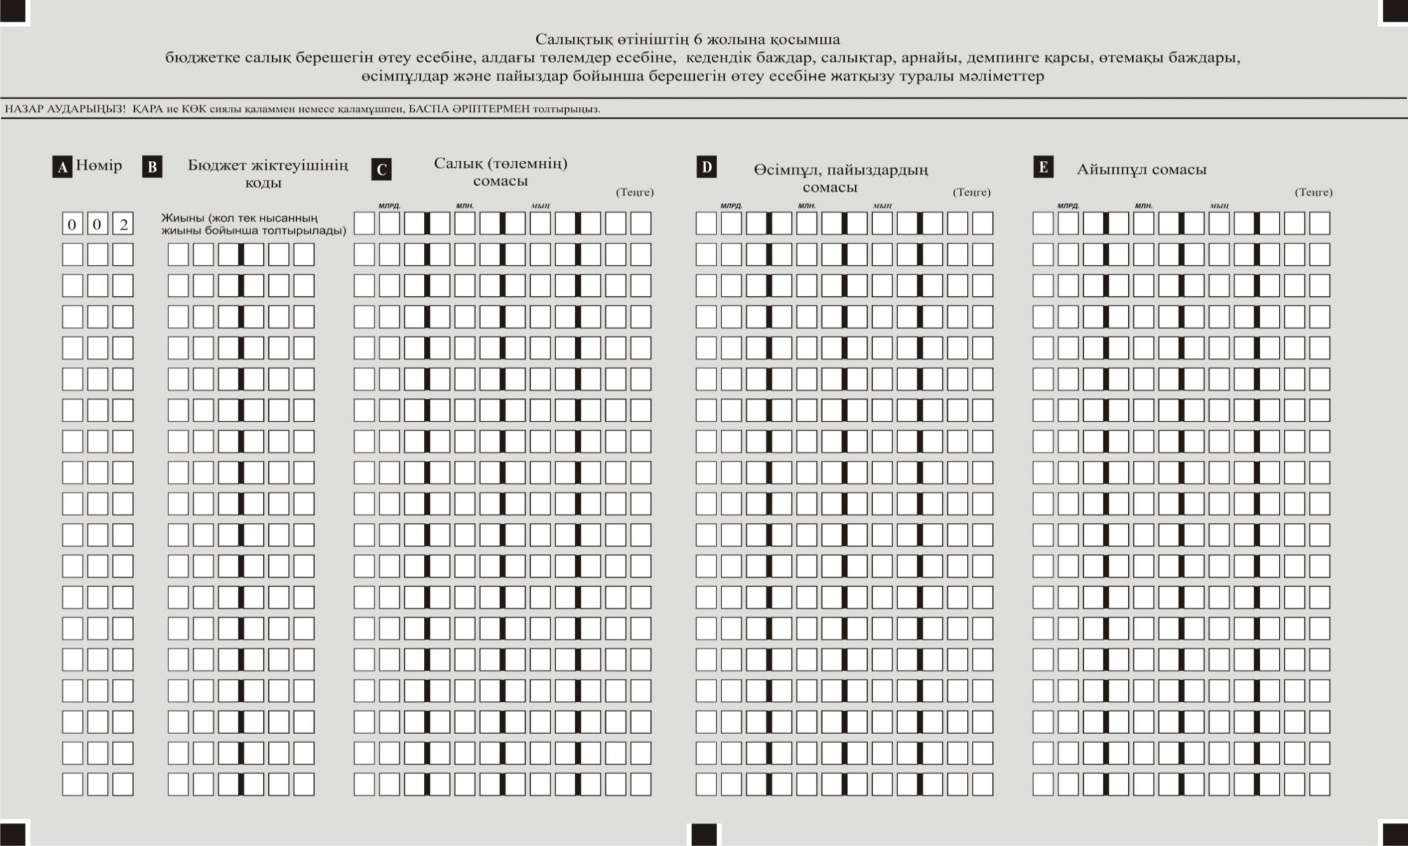 Салықтық өтініштің 6 жолына қосымша
бюджетке салық берешегін өтеу есебіне, алдағы төлемдер есебіне, кедендік баждар, салықтар, арнайы, демпинге қарсы, өтемақы баждары,
өсімпұлдар және пайыздар бойынша берешегін өтеу есебіне жатқызу туралы мәліметтер
НАЗАР АУДАРЫҢЫЗ! ҚАРА не КӨК сиялы қаламмен немесе қаламұшпен, БАСПА ӘРІПТЕРМЕН толтырыңыз.
A Нөмір B Бюджет жіктеуішінің коды C Салық (төлемнің) сомасы (Теңге) D Өсімпұл, пайыздардың сомасы (Теңге) E Айыппұл сомасы (Теңге)
МЛРД. МЛН. МЫҢ МЛРД. МЛН. МЫҢ МЛРД. МЛН. МЫҢ
0 0 2 Жиыны (жол тек нысанның
жиыны бойынша толтырылады)